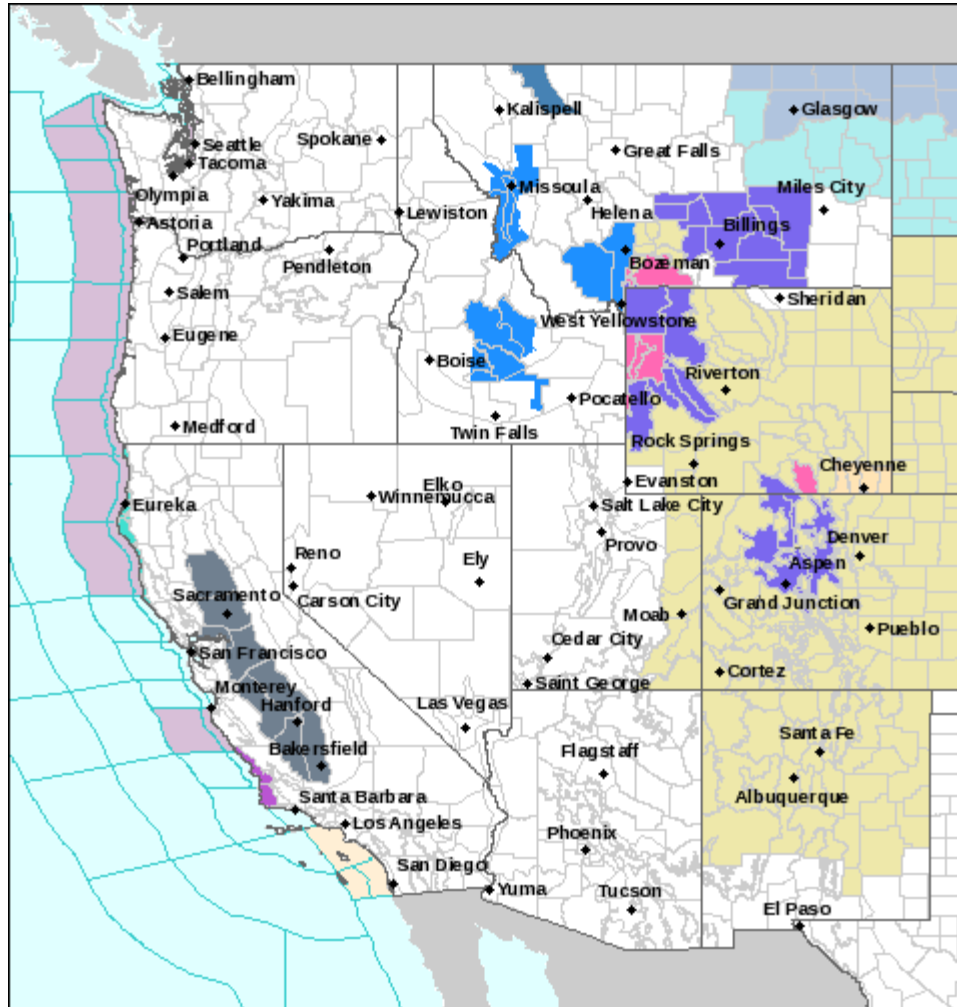 Bellingham
Kalispell
Glasgow
Seattle
Spokane
Great Falls
Tacoma
Missoula
Miles City
Olympia
Yakima
Lewiston
Helena
Astoria
Billings
Portland
Pendleton
Bozeman
Salem
Sheridan
West Yellowstone
Eugene
Boise
Riverton
Pocatello
Medford
Twin Falls
Rock Springs
Cheyenne
Elko
Evanston
Winnemucca
Eureka
Salt Lake City
Provo
Denver
Reno
Ely
Aspen
Sacramento
Carson City
Grand Junction
Moab
Pueblo
Cedar City
San Francisco
Cortez
Saint George
Monterey
Las Vegas
Hanford
Santa Fe
Bakersfield
Flagstaff
Albuquerque
Santa Barbara
Los Angeles
Phoenix
San Diego
Yuma
Tucson
El Paso